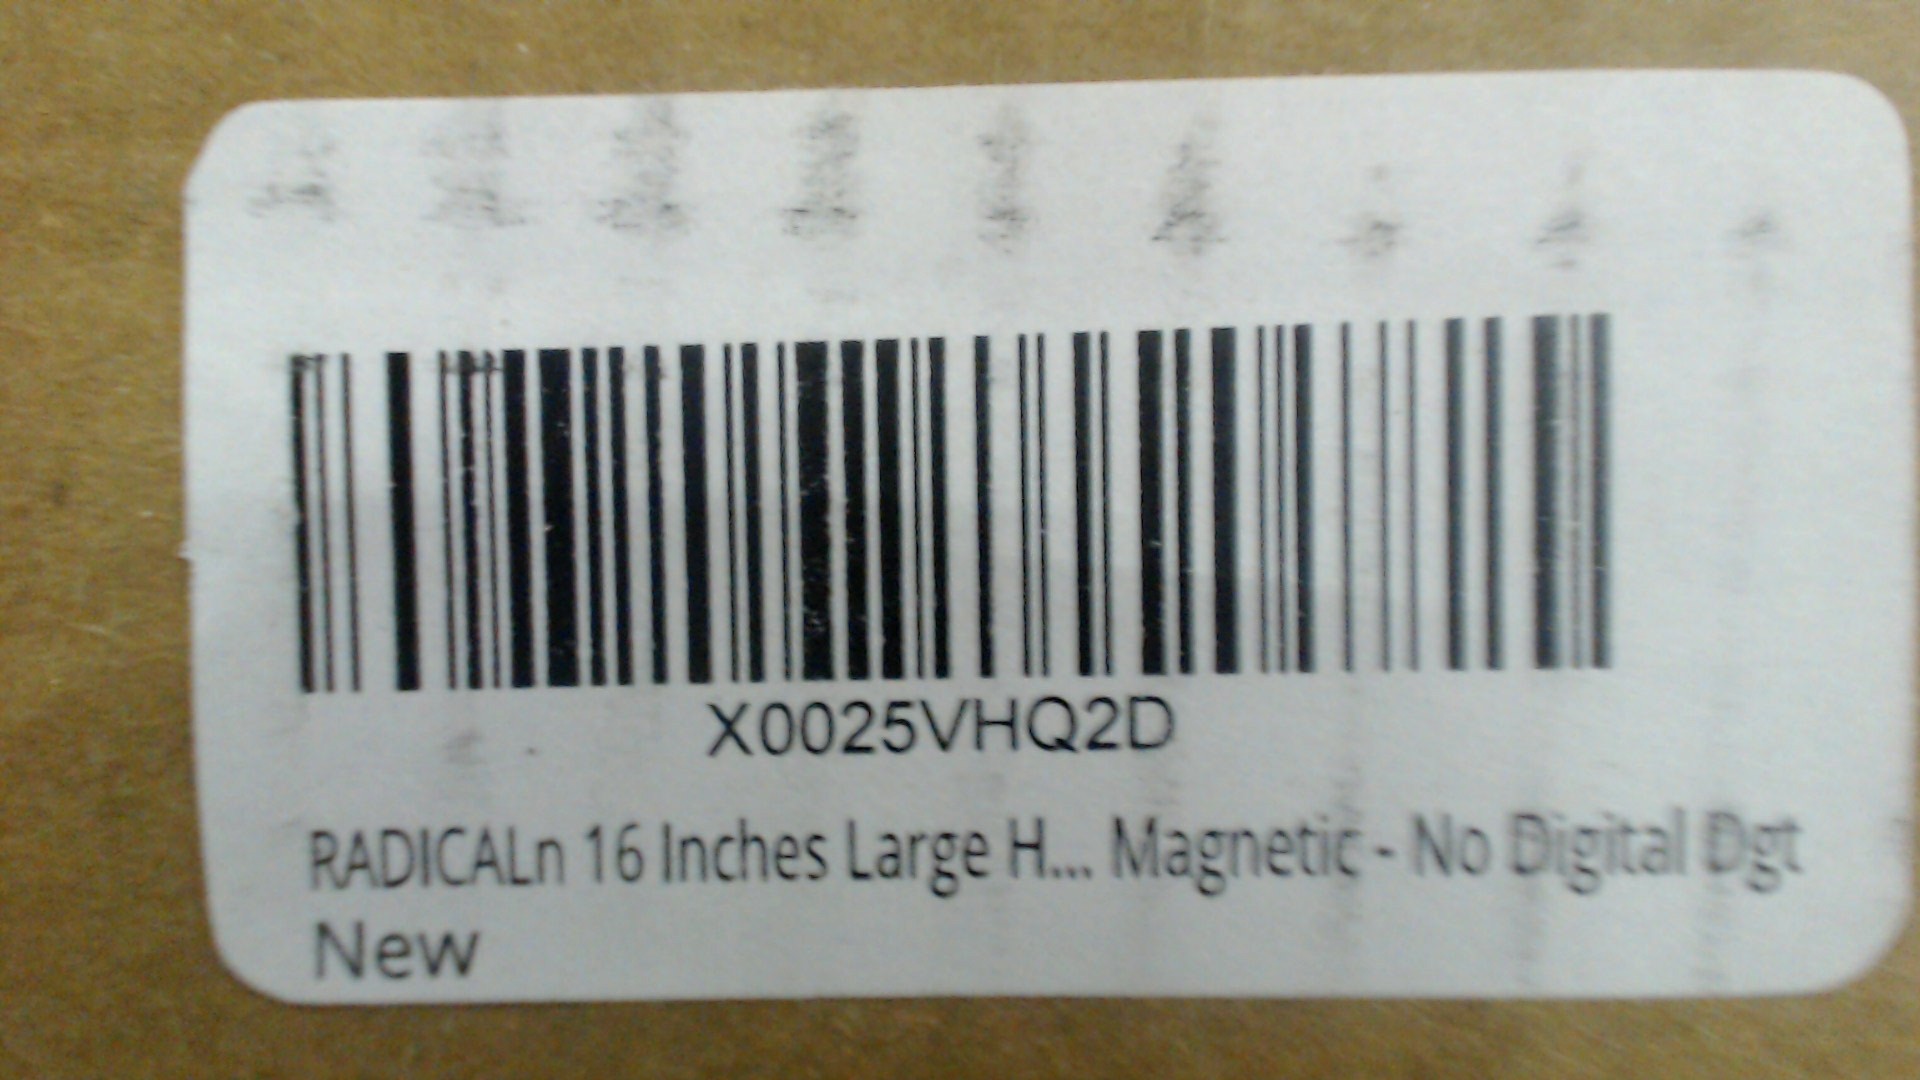 X0025VHQ2D
RADICALn 16 Inches Large H... Magnetic - No Digital Dgt
New